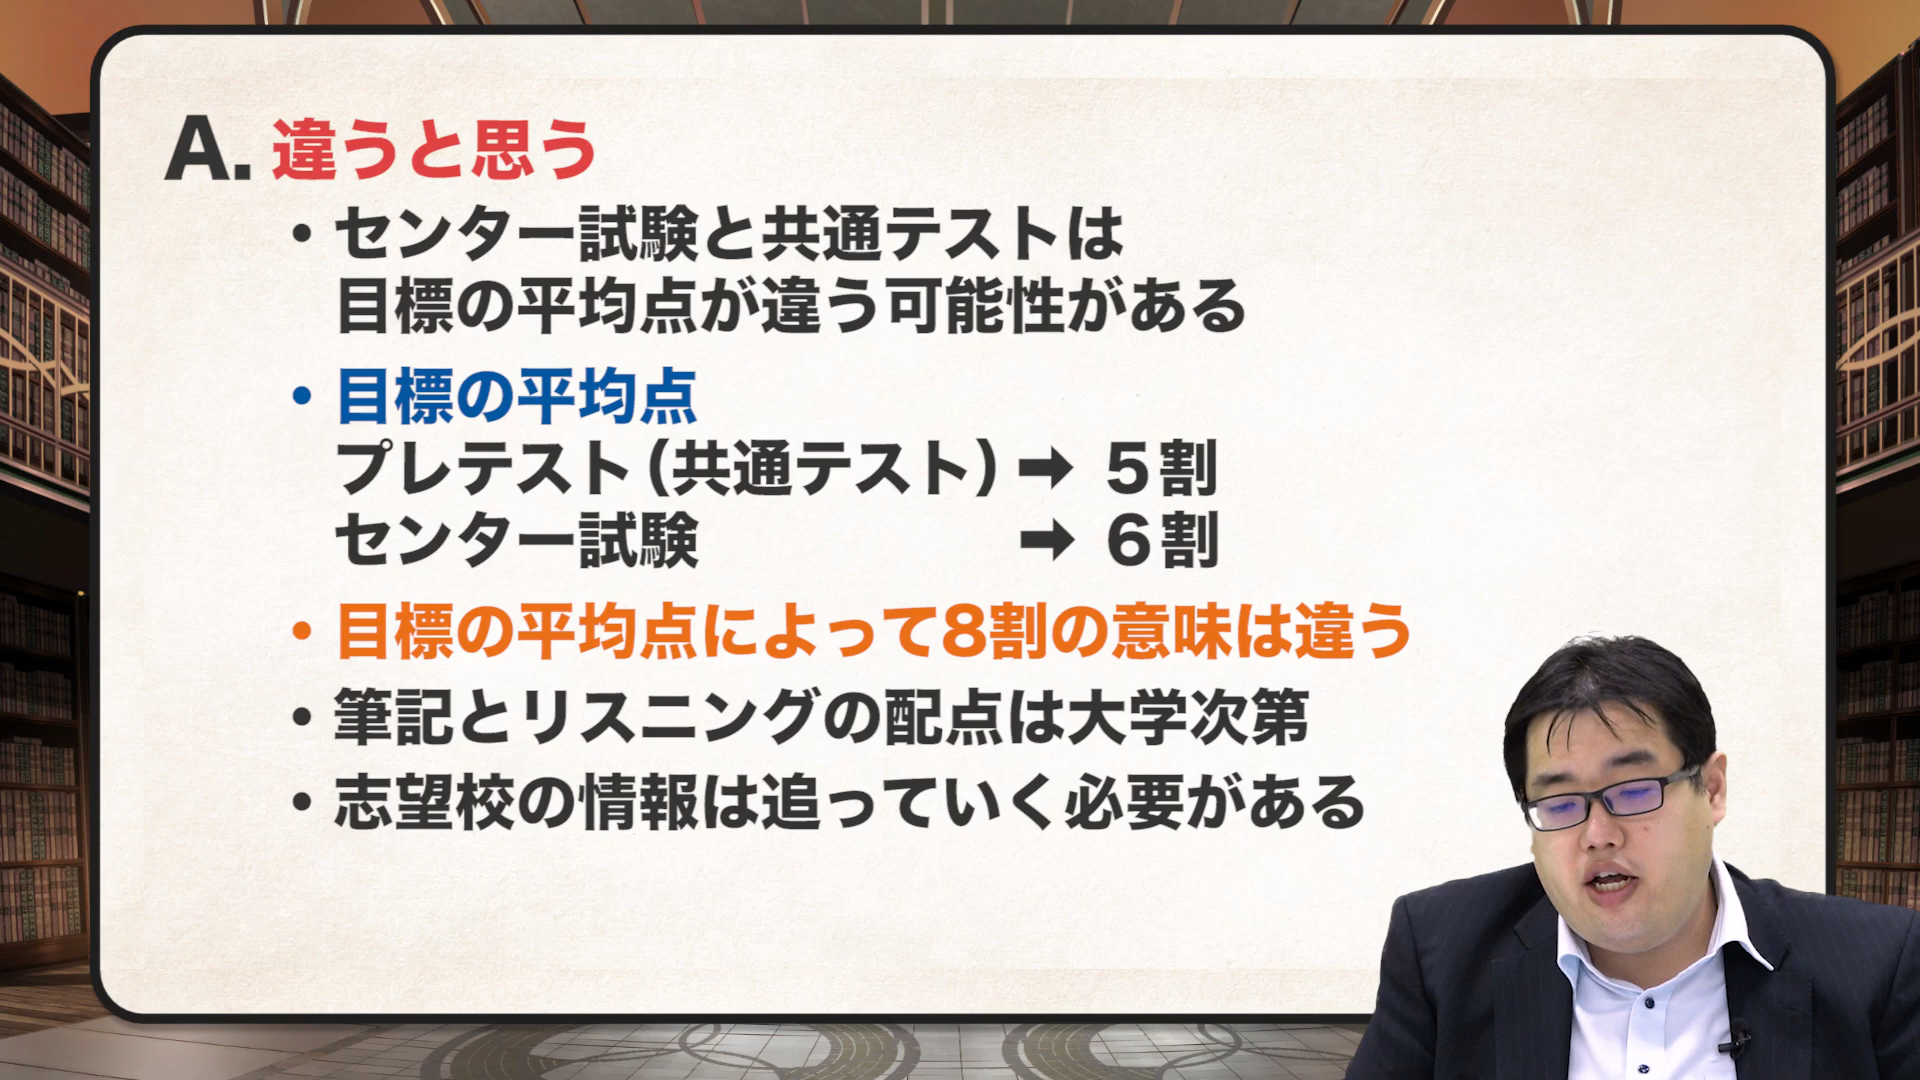 A. 違うと思う
・センター試験と共通テストは
目標の平均点が違う可能性がある
・目標の平均点
プレテスト（共通テスト）➡ 5割
センター試験 ➡ 6割
・目標の平均点によって8割の意味は違う
・筆記とリスニングの配点は大学次第
・志望校の情報は追っていく必要がある